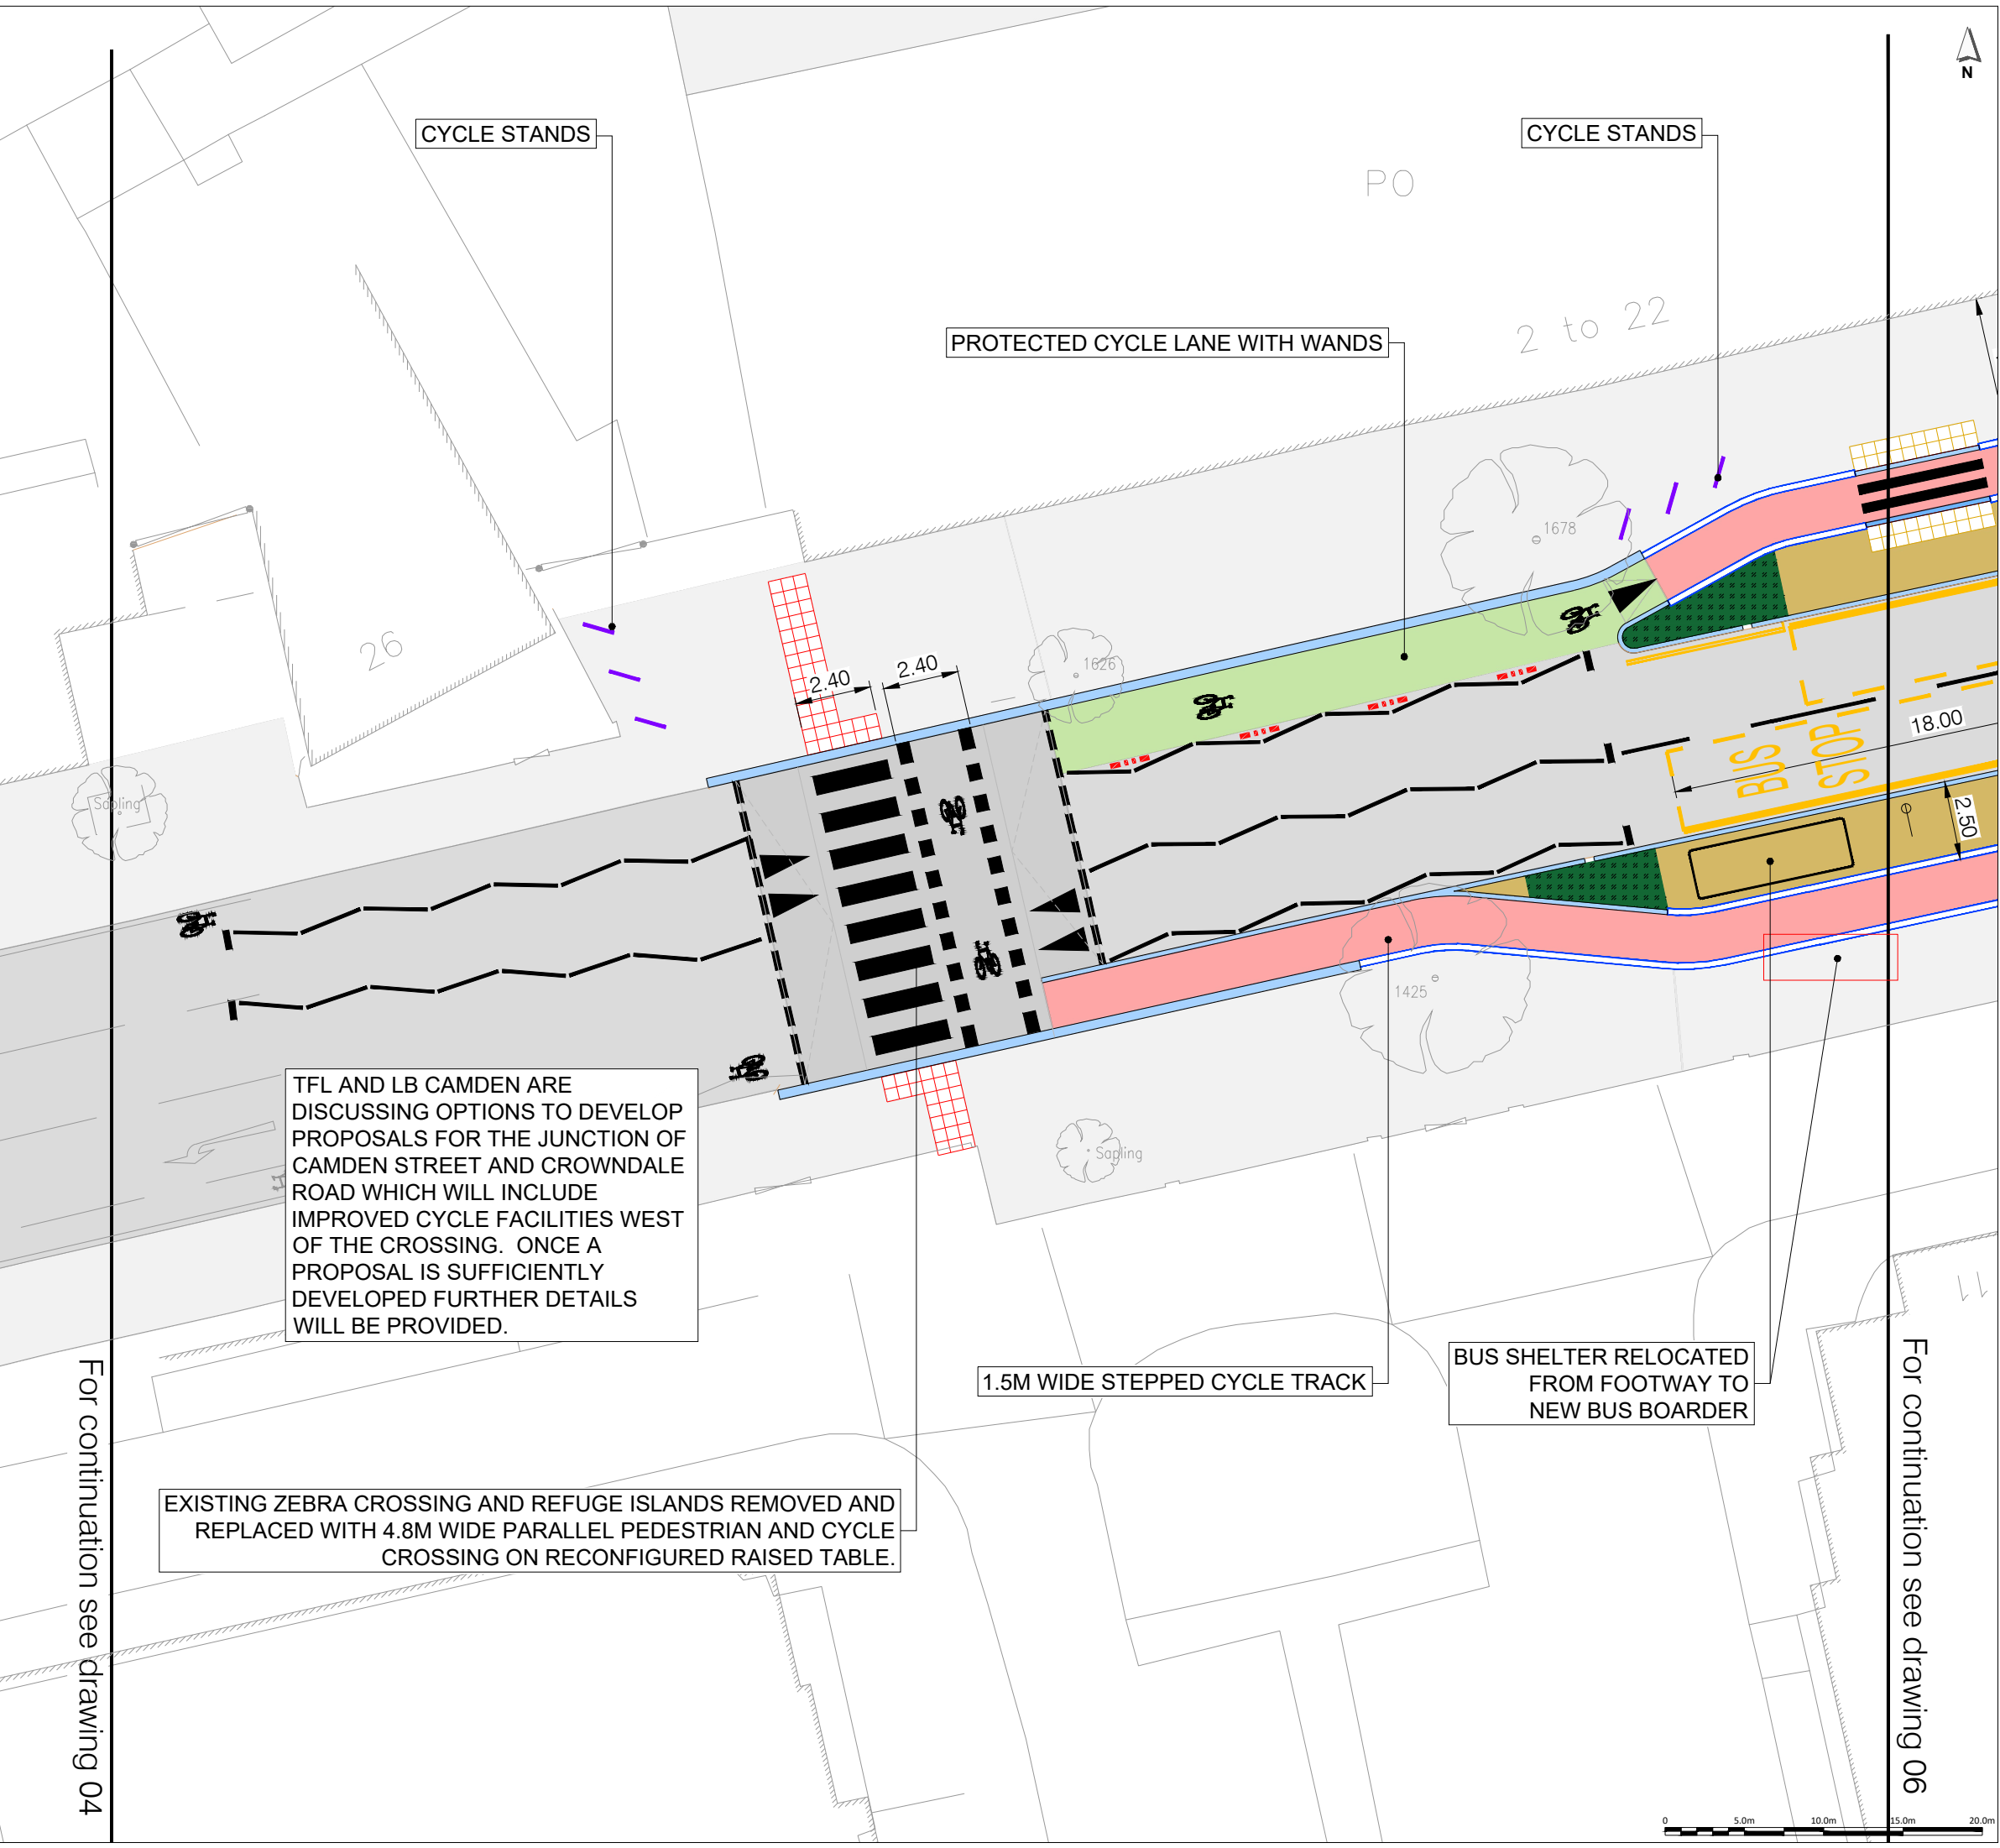 N
CYCLE STANDS
CYCLE STANDS
PO
2 to 22
PROTECTED CYCLE LANE WITH WANDS
1678
26
1626
2.40
2.40
18.00
BUS
STOP
2.50
Sapling
1425
Sapling
TFL AND LB CAMDEN ARE
DISCUSSING OPTIONS TO DEVELOP
PROPOSALS FOR THE JUNCTION OF
CAMDEN STREET AND CROWNDALE
ROAD WHICH WILL INCLUDE
IMPROVED CYCLE FACILITIES WEST
OF THE CROSSING. ONCE A
PROPOSAL IS SUFFICIENTLY
DEVELOPED FURTHER DETAILS
WILL BE PROVIDED.
11
1.5M WIDE STEPPED CYCLE TRACK
BUS SHELTER RELOCATED
FROM FOOTWAY TO
NEW BUS BOARDER
EXISTING ZEBRA CROSSING AND REFUGE ISLANDS REMOVED AND
REPLACED WITH 4.8M WIDE PARALLEL PEDESTRIAN AND CYCLE
CROSSING ON RECONFIGURED RAISED TABLE.
For continuation see drawing 04
For continuation see drawing 06
0 5.0m 10.0m 15.0m 20.0m